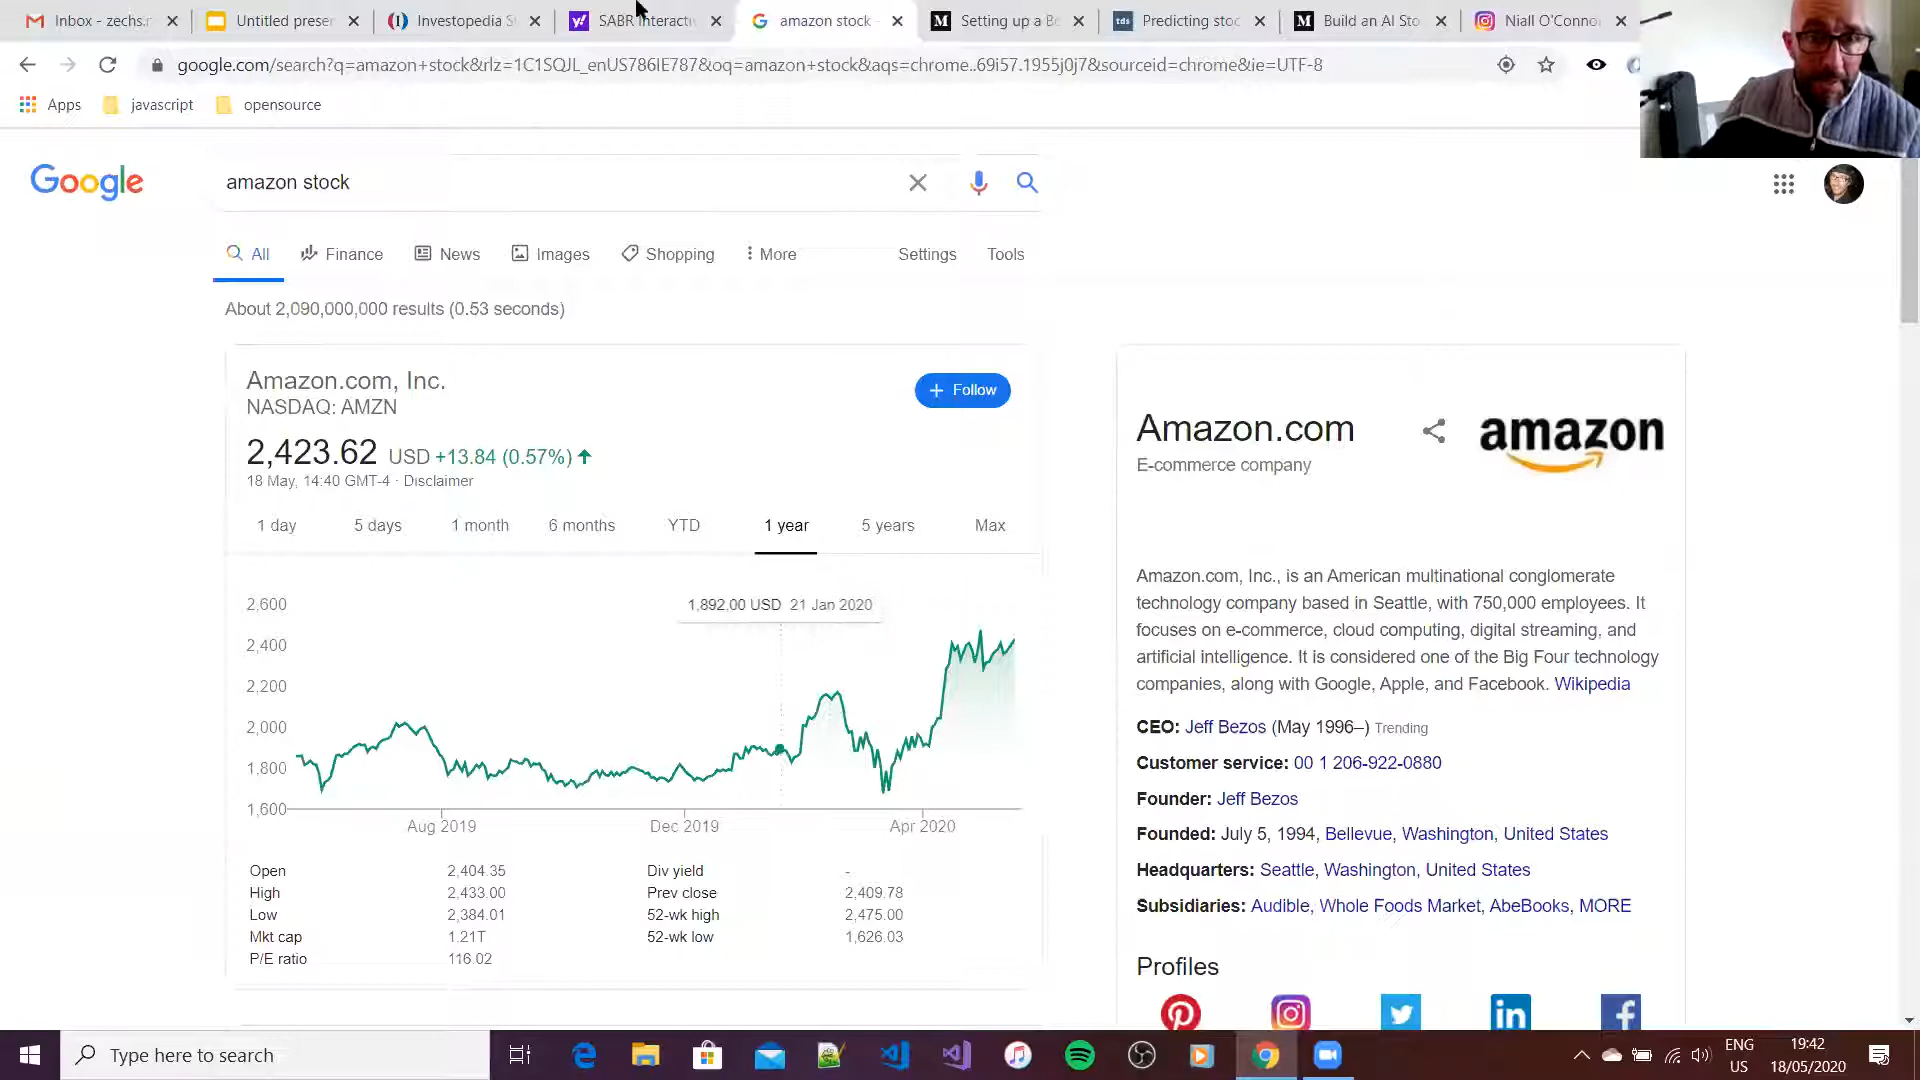 Inbox - zechs.r
Untitled preser
Investopedia S
SABR Interacti
amazon stock -
Setting up a Bo
Predicting stoc
Build an AI Sto
Niall O'Conno
google.com/search?q=amazon+stock&rlz=1C1SQJL_enUS786IE787&oq=amazon+stock&aqs=chrome..69i57.1955j0j7&sourceid=chrome&ie=UTF-8
Apps
javascript
opensource
Google
amazon stock
All
Finance
News
Images
Shopping
More
Settings
Tools
About 2,090,000,000 results (0.53 seconds)
Amazon.com, Inc.
NASDAQ: AMZN
Follow
2,423.62 USD +13.84 (0.57%)
18 May, 14:40 GMT-4 · Disclaimer
1 day
5 days
1 month
6 months
YTD
1 year
5 years
Max
1,892.00 USD 21 Jan 2020
2,600
2,400
2,200
2,000
1,800
1,600
Aug 2019
Dec 2019
Apr 2020
Open 2,404.35
High 2,433.00
Low 2,384.01
Mkt cap 1.21T
P/E ratio 116.02
Div yield -
Prev close 2,409.78
52-wk high 2,475.00
52-wk low 1,626.03
Amazon.com
E-commerce company
amazon
Amazon.com, Inc., is an American multinational conglomerate
technology company based in Seattle, with 750,000 employees. It
focuses on e-commerce, cloud computing, digital streaming, and
artificial intelligence. It is considered one of the Big Four technology
companies, along with Google, Apple, and Facebook. Wikipedia
CEO: Jeff Bezos (May 1996–) Trending
Customer service: 00 1 206-922-0880
Founder: Jeff Bezos
Founded: July 5, 1994, Bellevue, Washington, United States
Headquarters: Seattle, Washington, United States
Subsidiaries: Audible, Whole Foods Market, AbeBooks, MORE
Profiles
Type here to search
ENG
US
19:42
18/05/2020